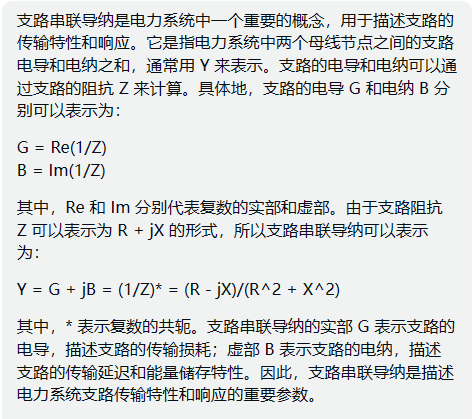 支路串联导纳是电力系统中一个重要的概念，用于描述支路的
传输特性和响应。它是指电力系统中两个母线节点之间的支路
电导和电纳之和，通常用 Y 来表示。支路的电导和电纳可以通
过支路的阻抗 Z 来计算。具体地，支路的电导 G 和电纳 B 分
别可以表示为：
G = Re(1/Z)
B = Im(1/Z)
其中，Re 和 Im 分别代表复数的实部和虚部。由于支路阻抗
Z 可以表示为 R + jX 的形式，所以支路串联导纳可以表示
为：
Y = G + jB = (1/Z)* = (R - jX)/(R^2 + X^2)
其中，* 表示复数的共轭。支路串联导纳的实部 G 表示支路的
电导，描述支路的传输损耗；虚部 B 表示支路的电纳，描述
支路的传输延迟和能量储存特性。因此，支路串联导纳是描述
电力系统支路传输特性和响应的重要参数。